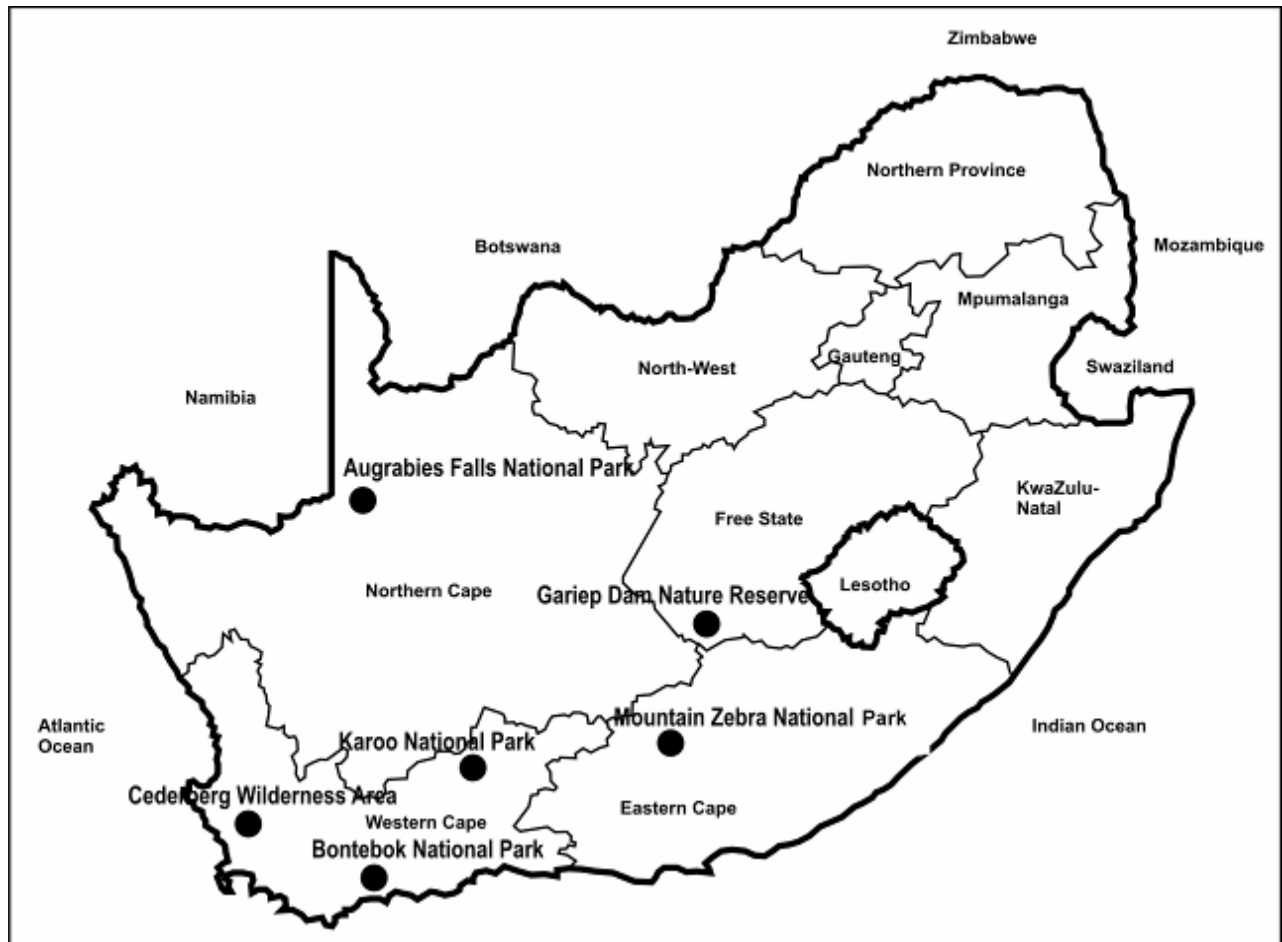 Zimbabwe
Northern Province
Botswana
Mozambique
Mpumalanga
Gauteng
North-West
Swaziland
Namibia
Augrabies Falls National Park
KwaZulu-
Natal
Free State
Lesotho
Northern Cape
Gariep Dam Nature Reserve
Mountain Zebra National Park
Atlantic
Ocean
Indian Ocean
Karoo National Park
Cederberg Wilderness Area
Eastern Cape
Western Cape
Bontebok National Park